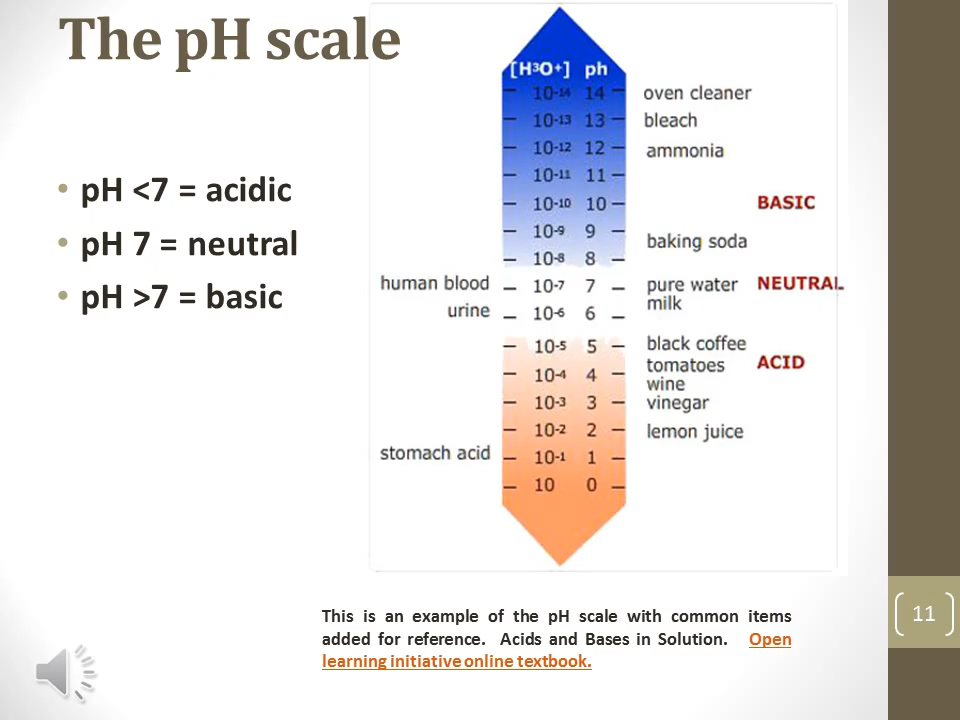 The pH scale
• pH <7 = acidic
• pH 7 = neutral
• pH >7 = basic
[H³O+] ph
10-14 14 oven cleaner
10-13 13 bleach
10-12 12 ammonia
10-11 11
10-10 10 BASIC
10-9 9
baking soda
10-8 8
human blood 10-7 7 pure water NEUTRAL
milk
urine 10-6 6
10-5 5 black coffee
tomatoes ACID
10-4 4
wine
10-3 3 vinegar
10-2 2 lemon juice
stomach acid 10-1 1
10 0
This is an example of the pH scale with common items
added for reference. Acids and Bases in Solution. Open
learning initiative online textbook.
11